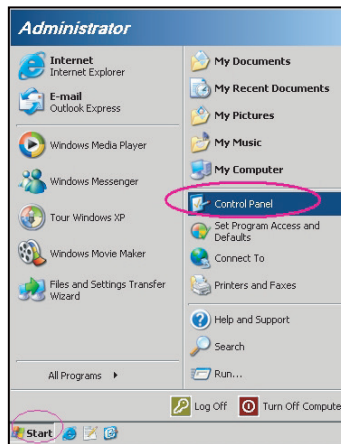 Administrator
Internet
Internet Explorer
E-mail
Outlook Express
Windows Media Player
Windows Messenger
Tour Windows XP
Windows Movie Maker
Files and Settings Transfer
Wizard
All Programs
My Documents
My Recent Documents
My Pictures
My Music
My Computer
Control Panel
Set Program Access and
Defaults
Connect To
Printers and Faxes
Help and Support
Search
Run...
Log Off
Turn Off Compute
Start